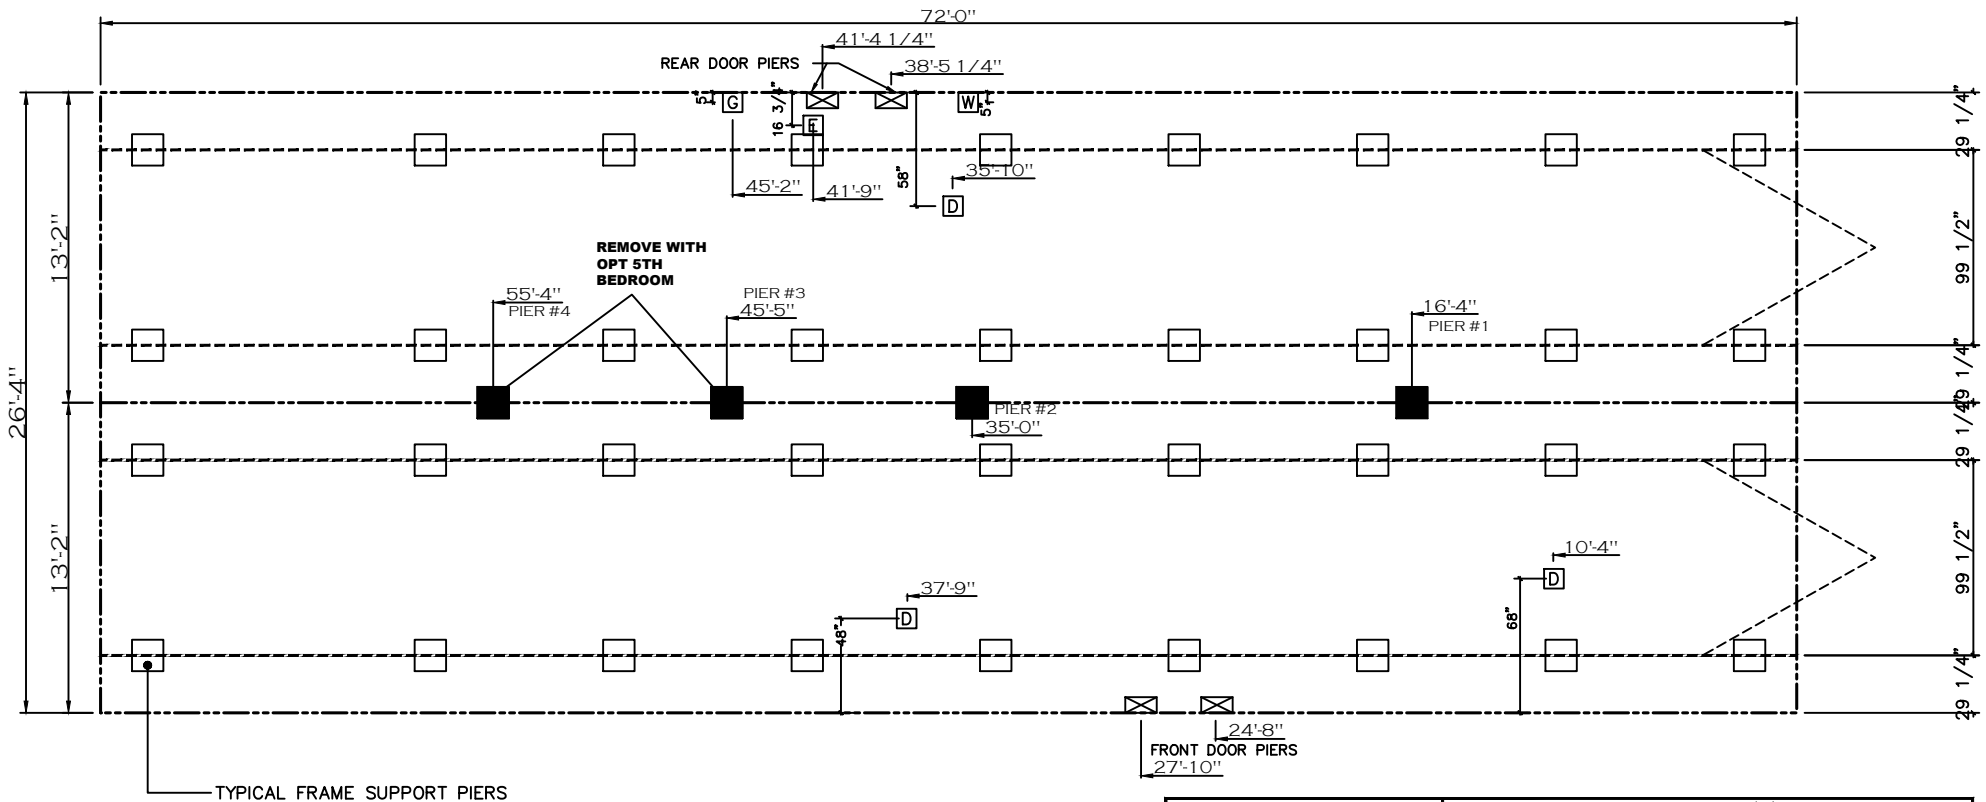 72'-0"
41'-4 1/4"
REAR DOOR PIERS
38'-5 1/4"
5"
G
16 3/4"
E
W
5"
58"
35'-10"
D
45'-2"
41'-9"
29 1/4"
99 1/2"
29 1/4"
29 1/4"
99 1/2"
29 1/4"
13'-2"
26'-4"
13'-2"
REMOVE WITH
OPT 5TH
BEDROOM
55'-4"
PIER #4
PIER #3
45'-5"
16'-4"
PIER #1
PIER #2
35'-0"
10'-4"
D
68"
37'-9"
D
48"
24'-8"
FRONT DOOR PIERS
27'-10"
TYPICAL FRAME SUPPORT PIERS